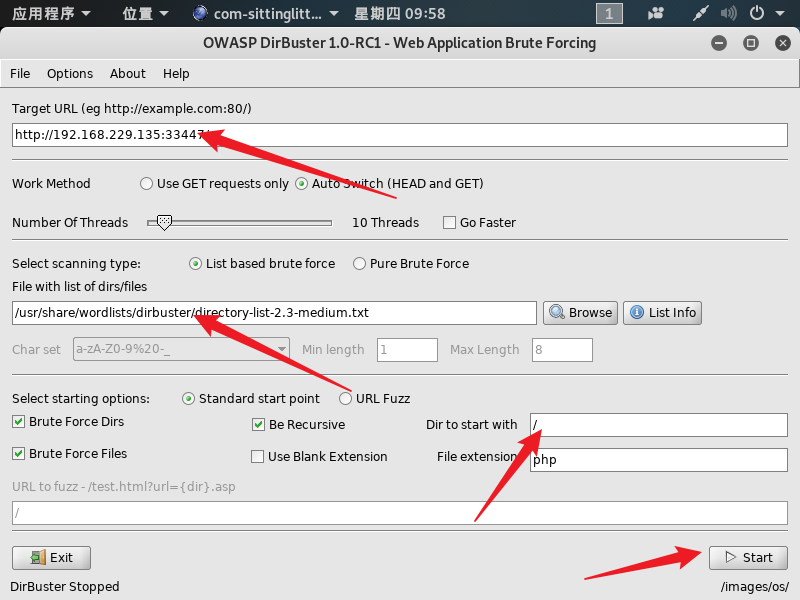 应用程序 位置 com-sittinglitt... 星期四 09:58 1
OWASP DirBuster 1.0-RC1 - Web Application Brute Forcing
File Options About Help
Target URL (eg http://example.com:80/)
http://192.168.229.135:33447/
Work Method Use GET requests only Auto Switch (HEAD and GET)
Number Of Threads 10 Threads Go Faster
Select scanning type: List based brute force Pure Brute Force
File with list of dirs/files
/usr/share/wordlists/dirbuster/directory-list-2.3-medium.txt Browse List Info
Char set a-zA-Z0-9%20-_ Min length 1 Max Length 8
Select starting options: Standard start point URL Fuzz
Brute Force Dirs Be Recursive Dir to start with /
Brute Force Files Use Blank Extension File extension php
URL to fuzz - /test.html?url={dir}.asp
/
Exit Start
DirBuster Stopped /images/os/